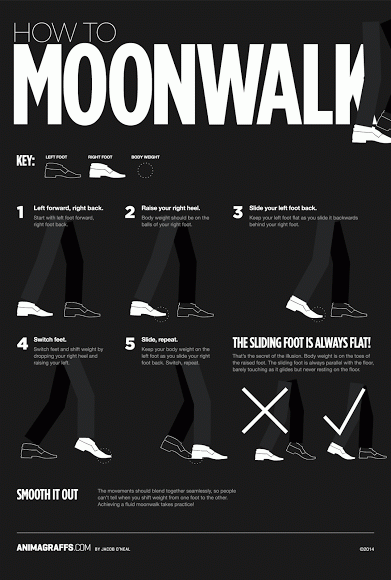 HOW TO
MOONWALK
KEY:
LEFT FOOT
RIGHT FOOT
BODY WEIGHT
1 Left forward, right back.
Start with left foot forward,
right foot back.
2 Raise your right heel.
Body weight should be on the
balls of your right foot.
3 Slide your left foot back.
Keep your left foot flat as you slide it backwards
behind your right foot.
4 Switch feet.
Switch feet and shift weight by
dropping your right heel and
raising your left.
5 Slide, repeat.
Keep your body weight on the
left foot as you slide your right
foot back. Switch, repeat.
THE SLIDING FOOT IS ALWAYS FLAT!
That's the secret of the illusion. Body weight is on the toes of
the raised foot. The sliding foot is always parallel with the floor,
barely touching as it glides but never resting on the floor.
SMOOTH IT OUT
The movements should blend together seamlessly, so people
can't tell when you shift weight from one foot to the other.
Achieving a fluid moonwalk takes practice!
ANIMAGRAFFS.COM BY JACOB O'NEAL
©2014